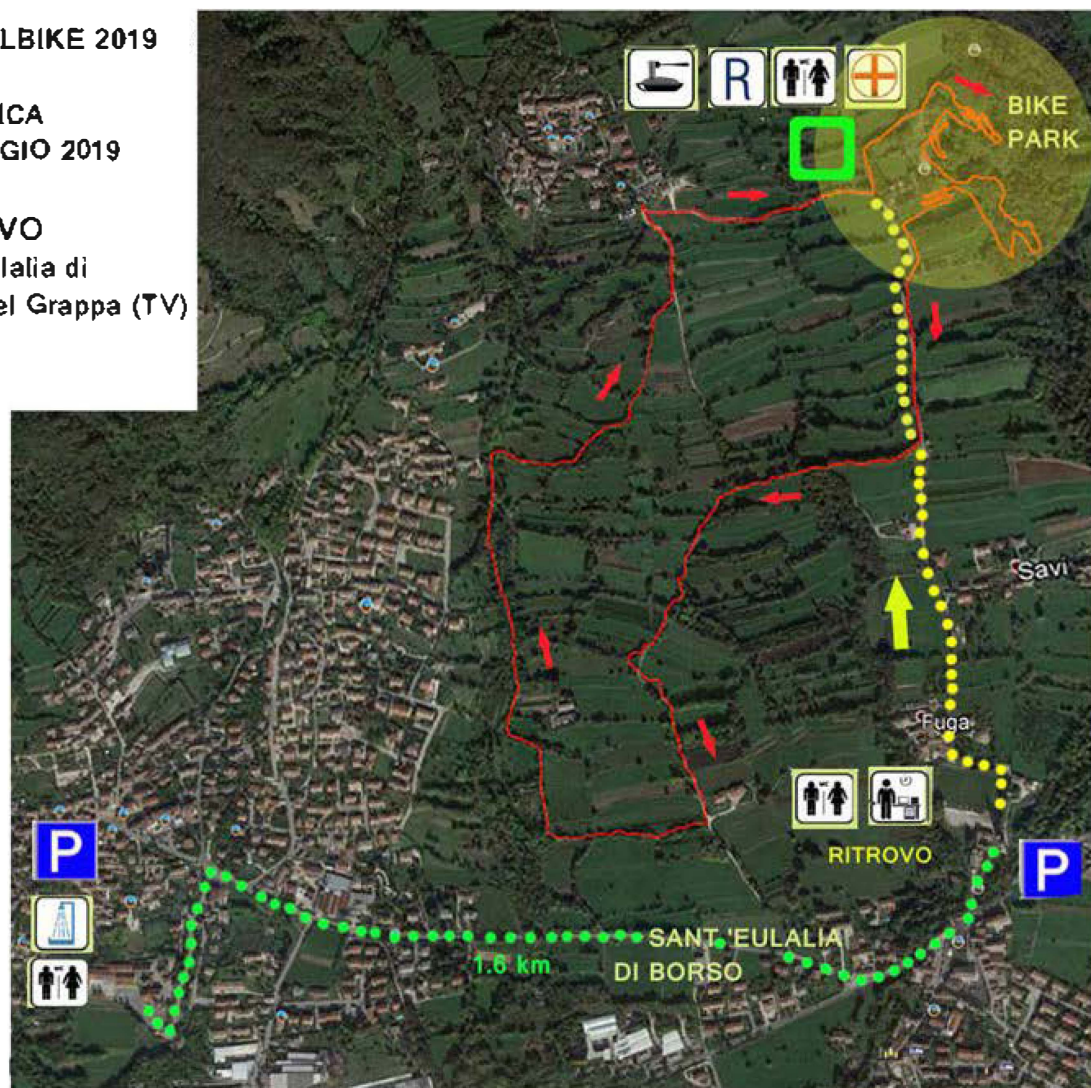 LBIKE 2019
ICA
GIO 2019
VO
lalia di
el Grappa (TV)
R
BIKE
PARK
Savi
Fuga
RITROVO
P
P
SANT 'EULALIA
DI BORSO
1.6 km